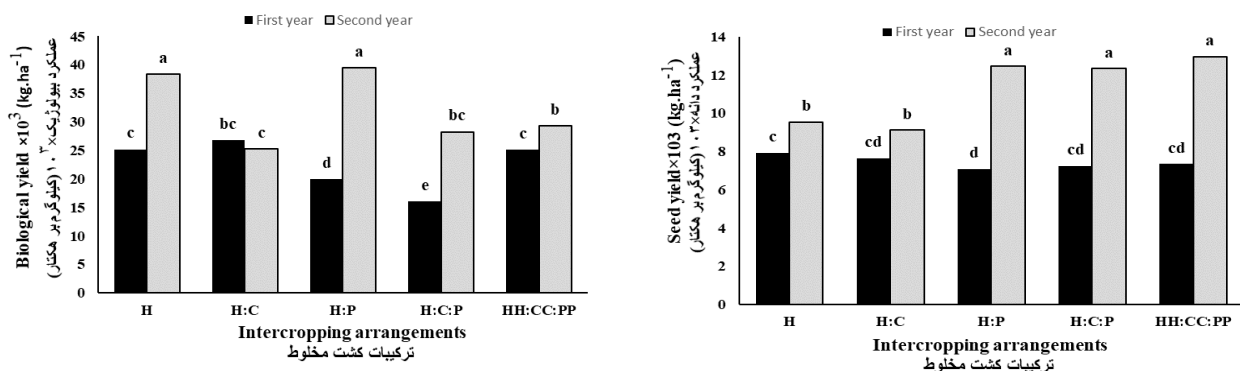 First year Second year
Biological yield ×10³ (kg.ha⁻¹)
عملکرد بیولوژیک×۱۰۳ (کیلوگرم بر هکتار)
45
40
35
30
25
20
15
10
5
0
c a bc c d a e bc c b
H H:C H:P H:C:P HH:CC:PP
Intercropping arrangements
ترکیبات کشت مخلوط
First year Second year
Seed yield×103 (kg.ha⁻¹)
عملکرد دانه×۱۰۳ (کیلوگرم بر هکتار)
14
12
10
8
6
4
2
0
c b cd b d a cd a cd a
H H:C H:P H:C:P HH:CC:PP
Intercropping arrangements
ترکیبات کشت مخلوط